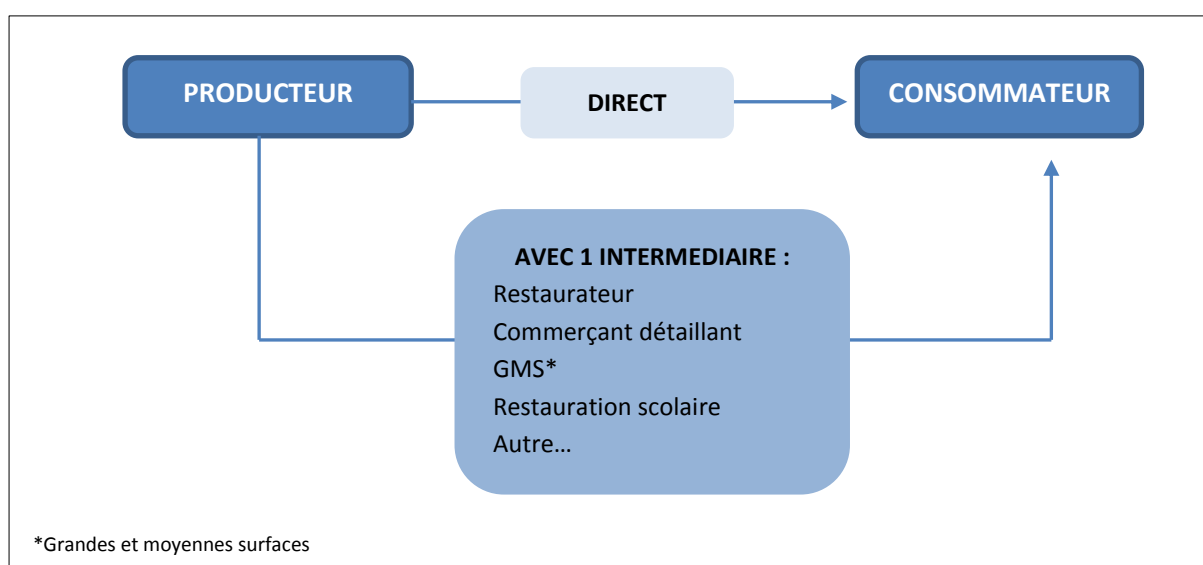 PRODUCTEUR
DIRECT
CONSOMMATEUR
AVEC 1 INTERMEDIAIRE :
Restaurateur
Commerçant détaillant
GMS*
Restauration scolaire
Autre…
*Grandes et moyennes surfaces